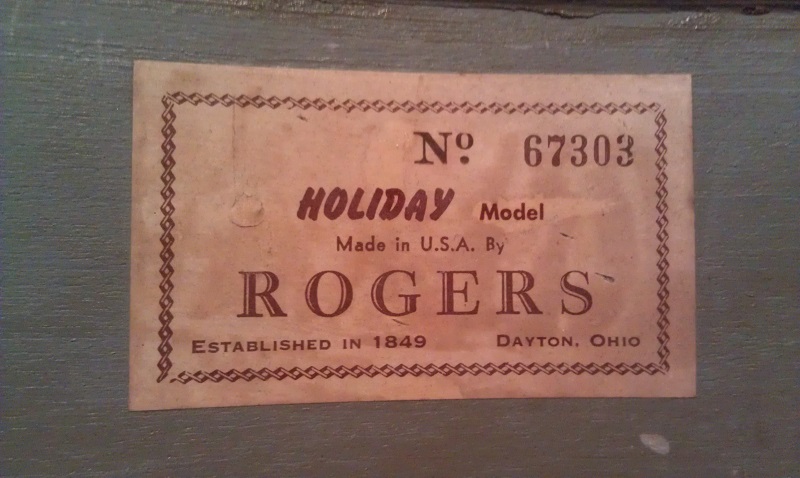 Nº 67303
HOLIDAY Model
Made in U.S.A. By
ROGERS
ESTABLISHED IN 1849 DAYTON, OHIO